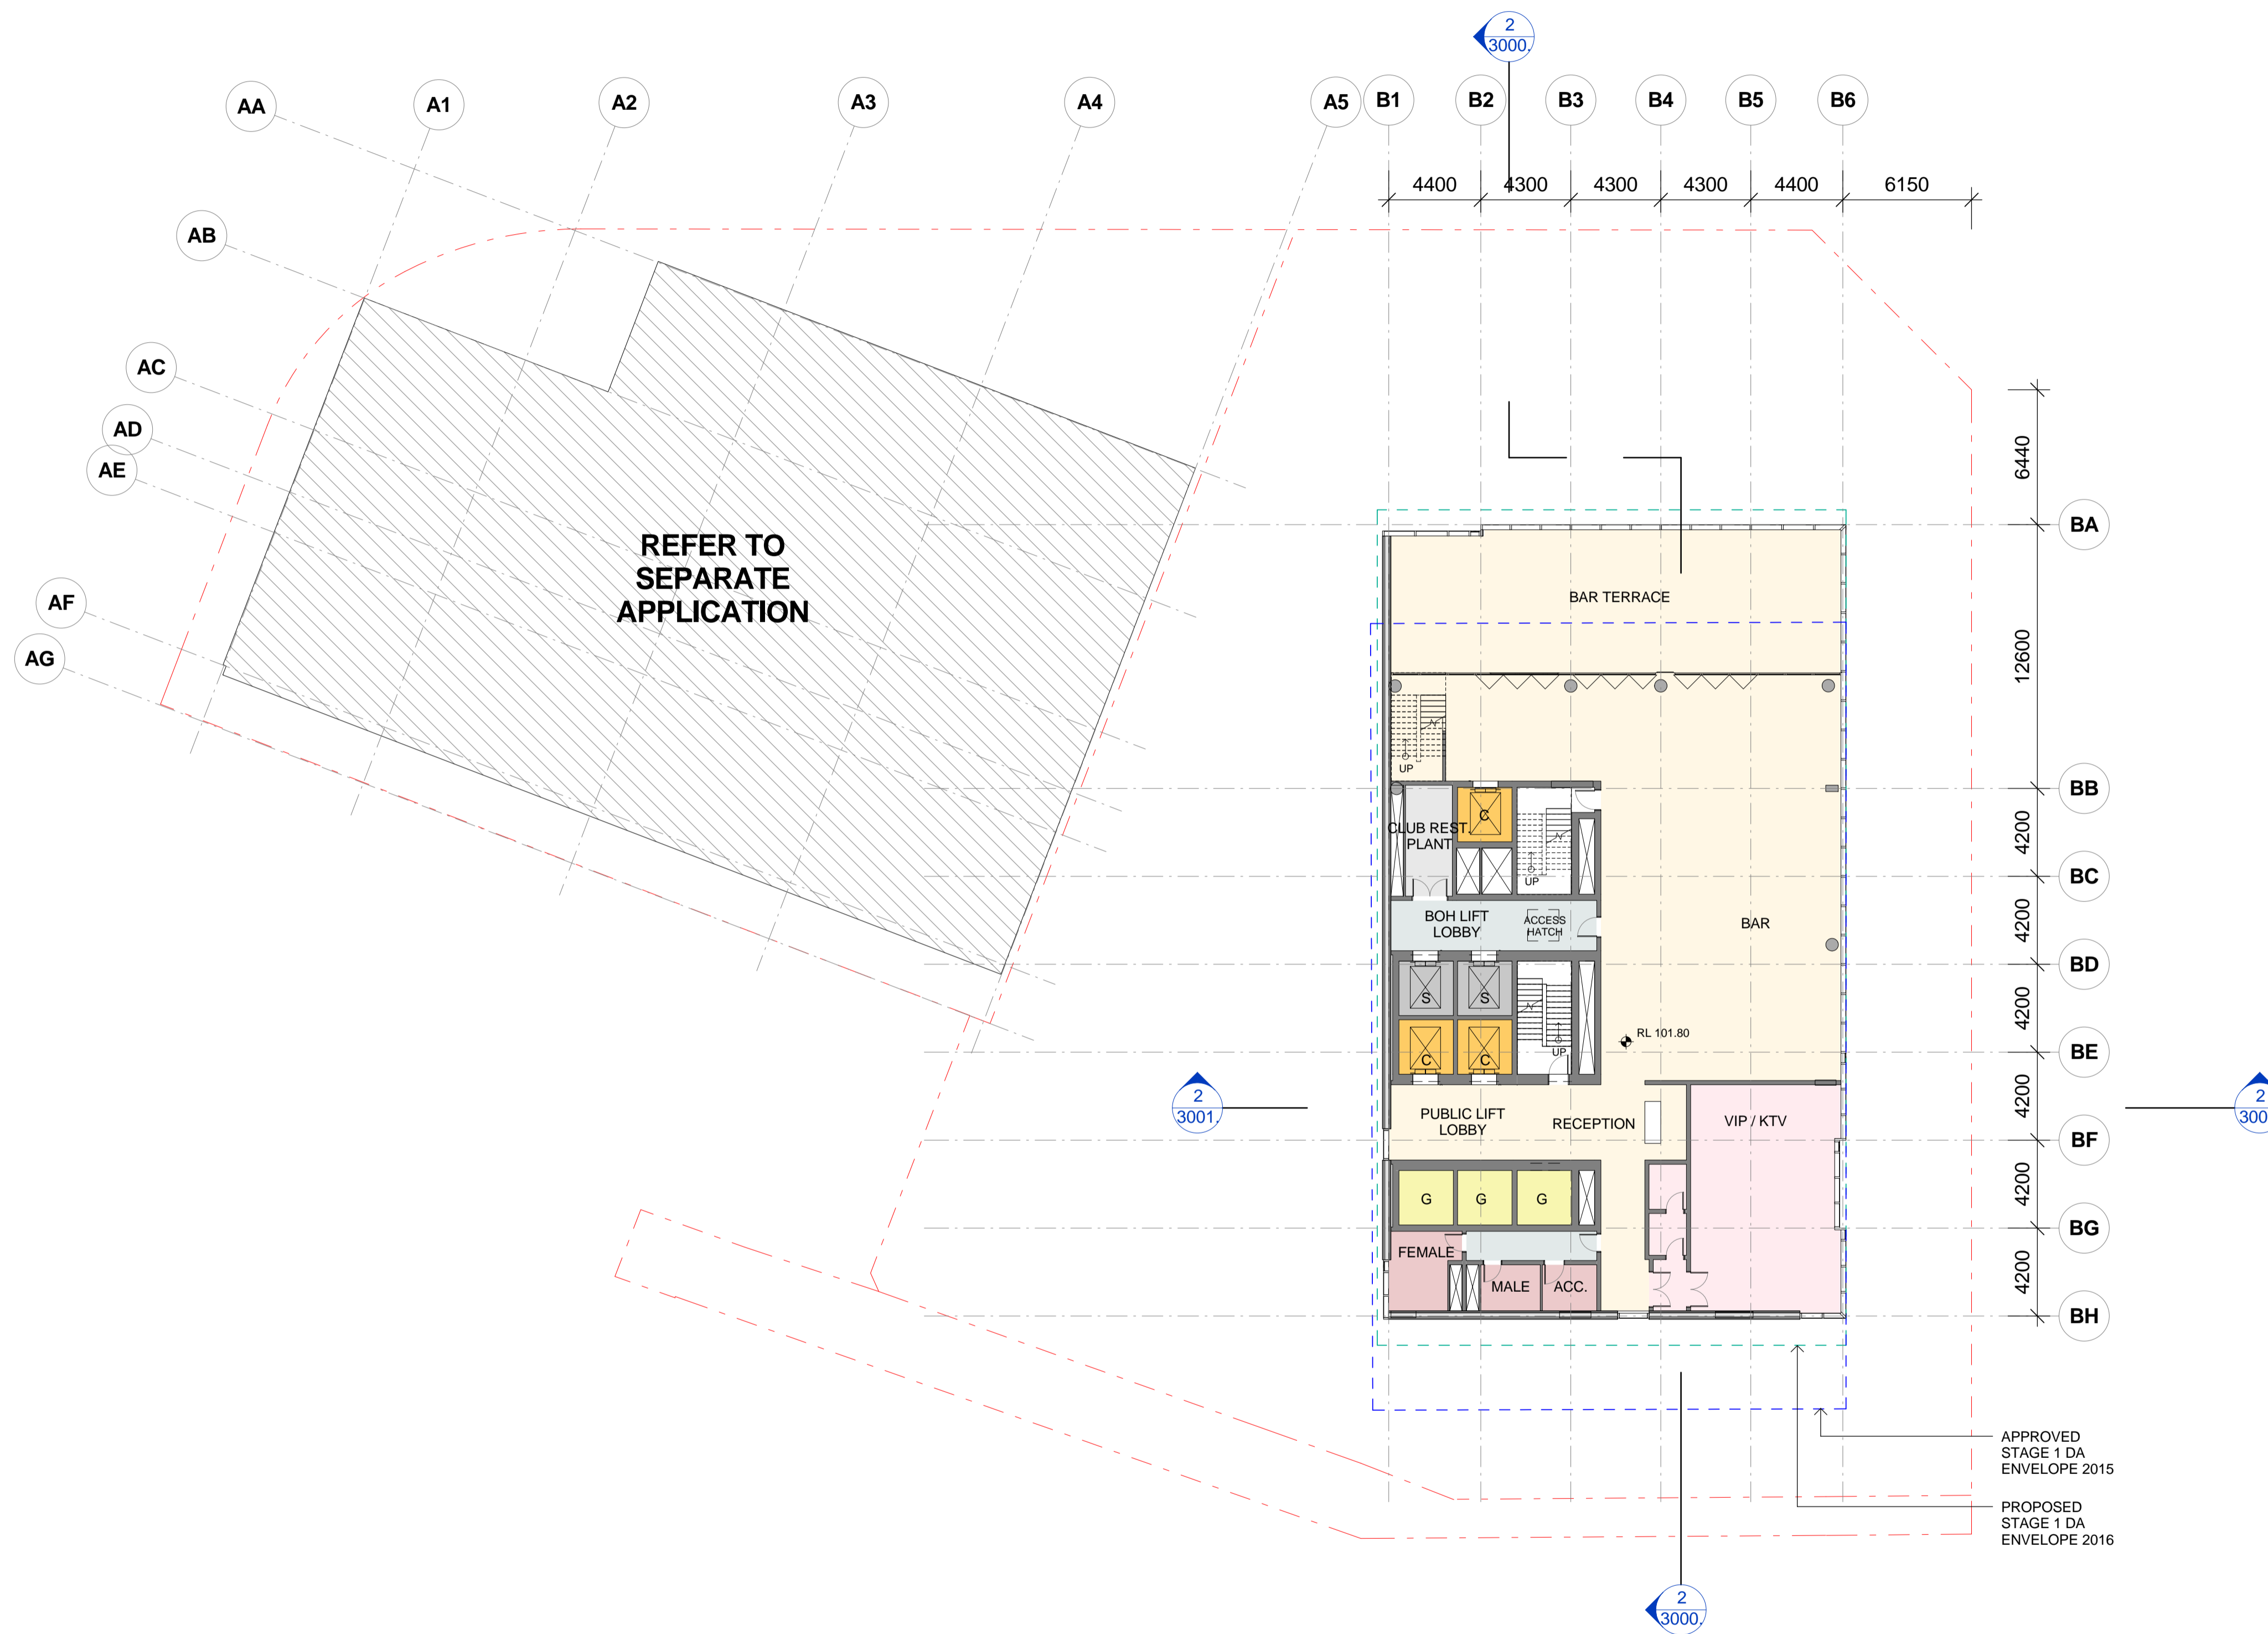 2
3000.
AA
A1
A2
A3
A4
A5
B1
B2
B3
B4
B5
B6
4400
4300
4300
4300
4400
6150
AB
AC
AD
AE
AF
AG
REFER TO
SEPARATE
APPLICATION
6440
BA
12600
BB
4200
BC
4200
BD
4200
BE
4200
BF
4200
BG
4200
BH
BAR TERRACE
UP
CLUB REST.
PLANT
C
UP
BOH LIFT
LOBBY
ACCESS
HATCH
BAR
S
S
C
C
UP
RL 101.80
PUBLIC LIFT
LOBBY
RECEPTION
VIP / KTV
G
G
G
FEMALE
MALE
ACC.
2
3001.
2
300
APPROVED
STAGE 1 DA
ENVELOPE 2015
PROPOSED
STAGE 1 DA
ENVELOPE 2016
2
3000.